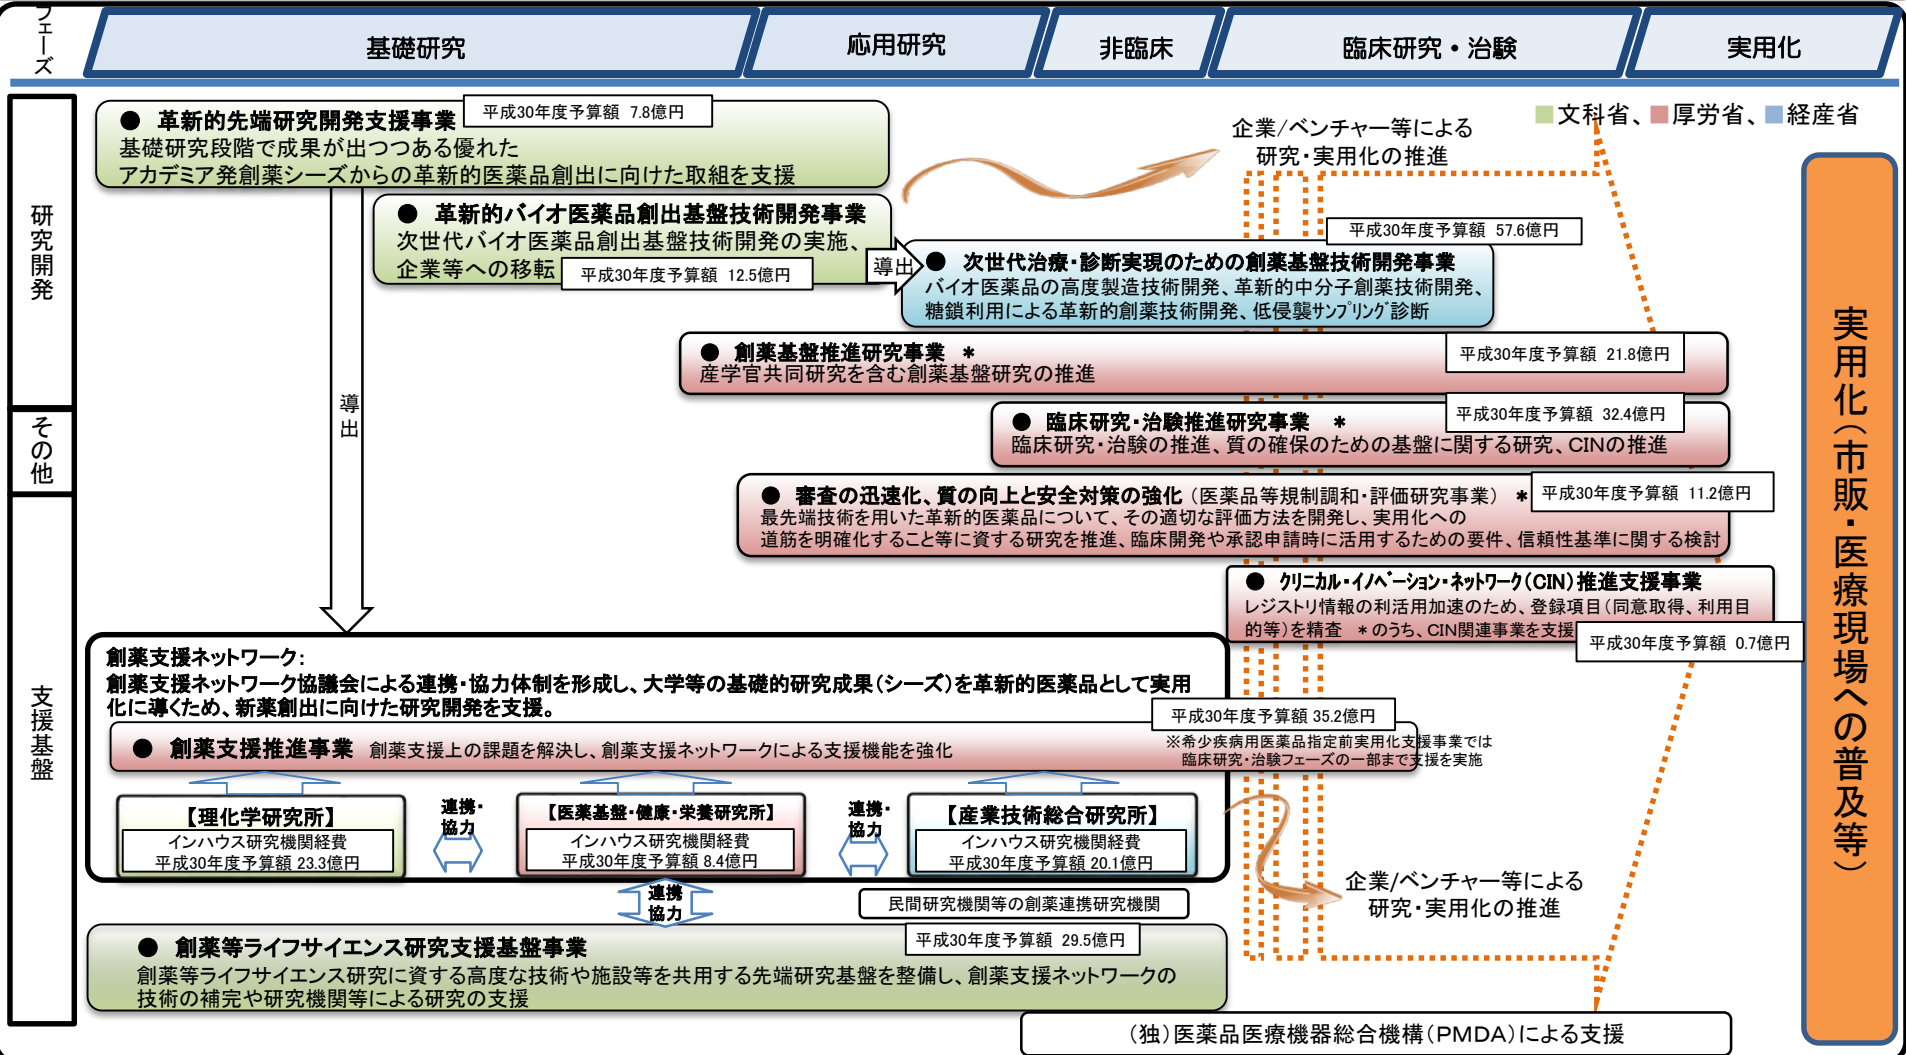 フェーズ
基礎研究
応用研究
非臨床
臨床研究・治験
実用化
研究開発
その他
支援基盤
■文科省、■厚労省、■経産省
● 革新的先端研究開発支援事業
平成30年度予算額 7.8億円
基礎研究段階で成果が出つつある優れた
アカデミア発創薬シーズからの革新的医薬品創出に向けた取組を支援
企業/ベンチャー等による
研究・実用化の推進
● 革新的バイオ医薬品創出基盤技術開発事業
次世代バイオ医薬品創出基盤技術開発の実施、
企業等への移転
平成30年度予算額 12.5億円
導出
平成30年度予算額 57.6億円
● 次世代治療・診断実現のための創薬基盤技術開発事業
バイオ医薬品の高度製造技術開発、革新的中分子創薬技術開発、
糖鎖利用による革新的創薬技術開発、低侵襲サンプリング診断
● 創薬基盤推進研究事業 *
平成30年度予算額 21.8億円
産学官共同研究を含む創薬基盤研究の推進
導出
● 臨床研究・治験推進研究事業 *
平成30年度予算額 32.4億円
臨床研究・治験の推進、質の確保のための基盤に関する研究、CINの推進
● 審査の迅速化、質の向上と安全対策の強化(医薬品等規制調和・評価研究事業) *
平成30年度予算額 11.2億円
最先端技術を用いた革新的医薬品について、その適切な評価方法を開発し、実用化への
道筋を明確化すること等に資する研究を推進、臨床開発や承認申請時に活用するための要件、信頼性基準に関する検討
● クリニカル・イノベーション・ネットワーク(CIN)推進支援事業
レジストリ情報の利活用加速のため、登録項目(同意取得、利用目
的等)を精査 *のうち、CIN関連事業を支援
平成30年度予算額 0.7億円
創薬支援ネットワーク:
創薬支援ネットワーク協議会による連携・協力体制を形成し、大学等の基礎的研究成果(シーズ)を革新的医薬品として実用
化に導くため、新薬創出に向けた研究開発を支援。
平成30年度予算額 35.2億円
● 創薬支援推進事業 創薬支援上の課題を解決し、創薬支援ネットワークによる支援機能を強化
※希少疾病用医薬品指定前実用化支援事業では
臨床研究・治験フェーズの一部まで支援を実施
【理化学研究所】
インハウス研究機関経費
平成30年度予算額 23.3億円
連携・
協力
【医薬基盤・健康・栄養研究所】
インハウス研究機関経費
平成30年度予算額 8.4億円
連携・
協力
【産業技術総合研究所】
インハウス研究機関経費
平成30年度予算額 20.1億円
連携
協力
民間研究機関等の創薬連携研究機関
企業/ベンチャー等による
研究・実用化の推進
● 創薬等ライフサイエンス研究支援基盤事業
平成30年度予算額 29.5億円
創薬等ライフサイエンス研究に資する高度な技術や施設等を共用する先端研究基盤を整備し、創薬支援ネットワークの
技術の補完や研究機関等による研究の支援
(独)医薬品医療機器総合機構(PMDA)による支援
実用化(市販・医療現場への普及等)